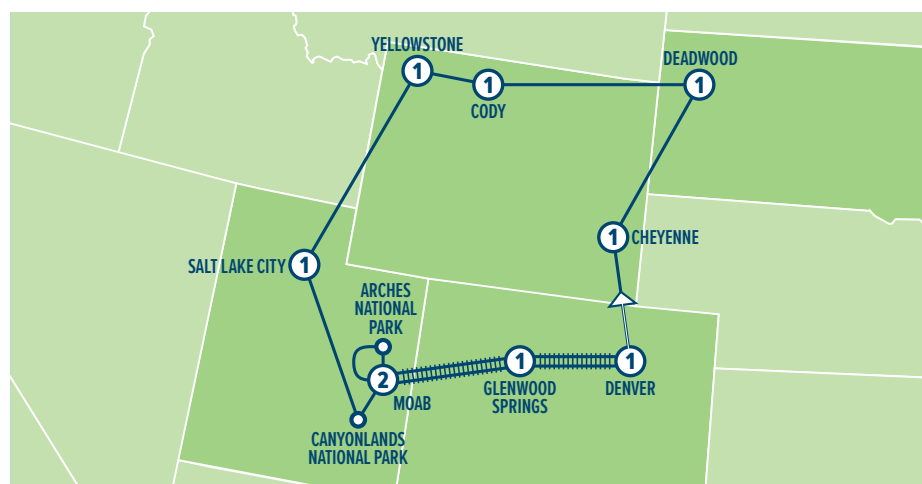 YELLOWSTONE
1
1
CODY
DEADWOOD
1
1
CHEYENNE
SALT LAKE CITY
1
ARCHES
NATIONAL
PARK
2
MOAB
1
GLENWOOD
SPRINGS
1
DENVER
CANYONLANDS
NATIONAL PARK